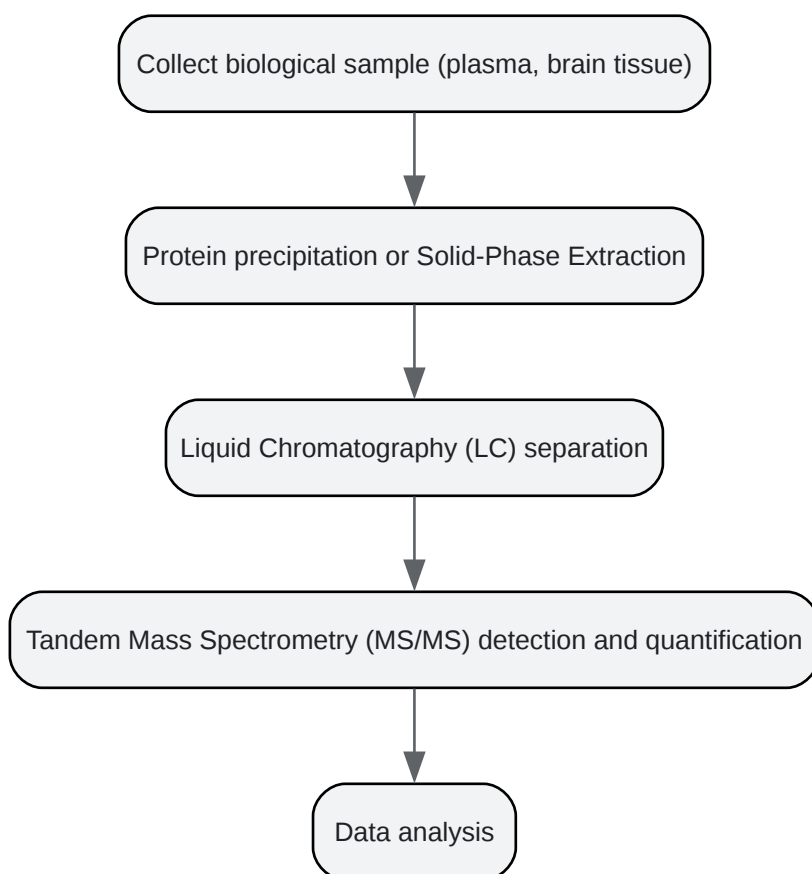 Collect biological sample (plasma, brain tissue)
Protein precipitation or Solid-Phase Extraction
Liquid Chromatography (LC) separation
Tandem Mass Spectrometry (MS/MS) detection and quantification
Data analysis